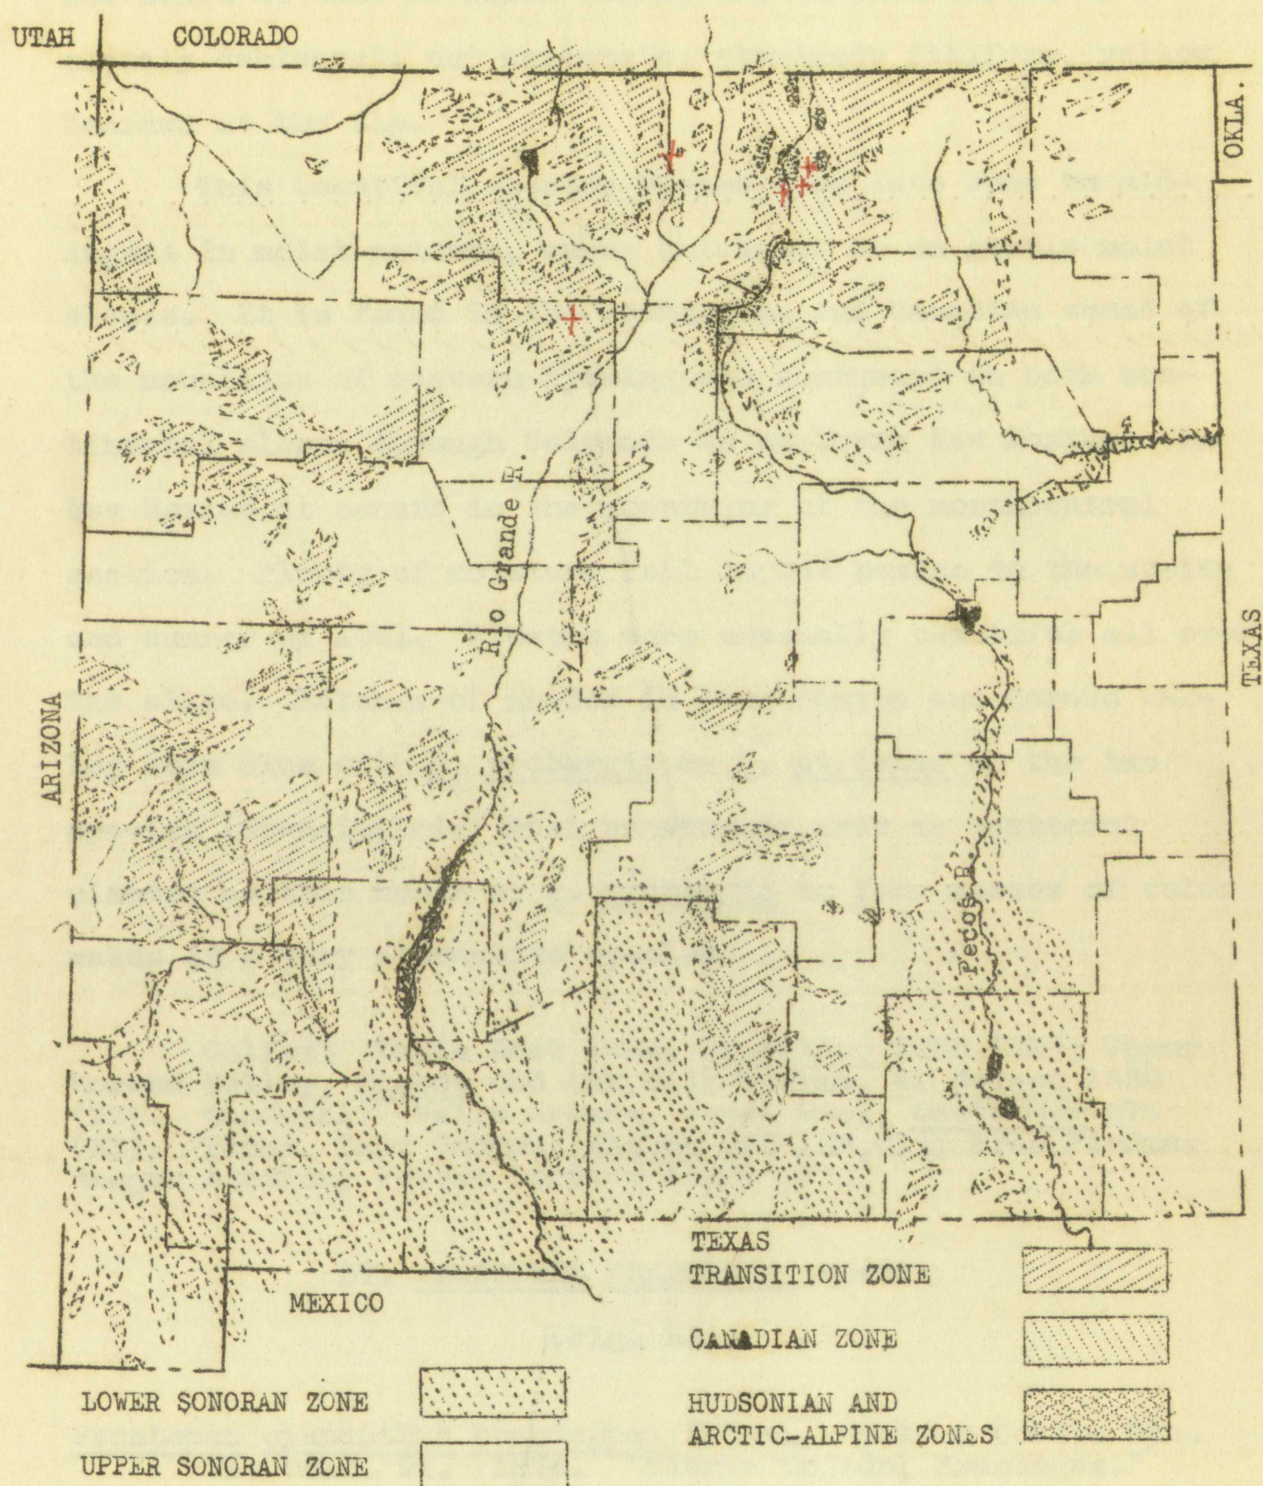 UTAH
COLORADO
OKLA.
Rio Grande R.
TEXAS
ARIZONA
Pecos R.
TEXAS
TRANSITION ZONE
MEXICO
CANADIAN ZONE
LOWER SONORAN ZONE
HUDSONIAN AND
ARCTIC-ALPINE ZONES
UPPER SONORAN ZONE